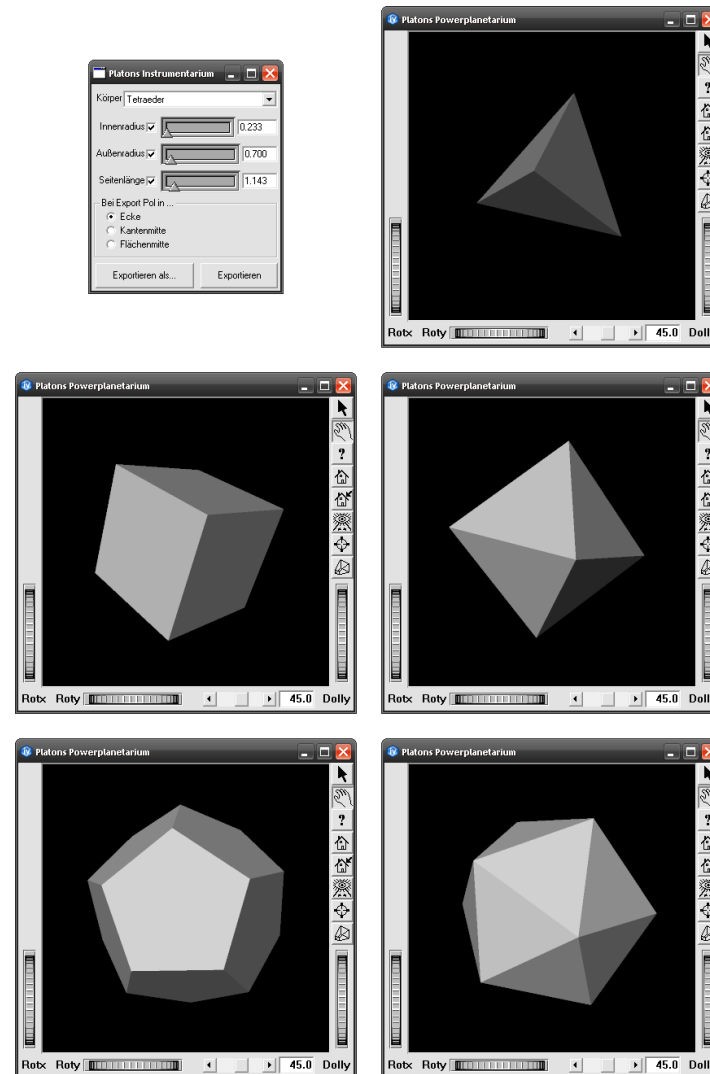 Platons Powerplanetarium
?
Rotx Roty 45.0 Dolly
Platons Instrumentarium
Körper Tetraeder
Innenradius 0.233
Außenradius 0.700
Seitenlänge 1.143
Bei Export Pol in ...
Ecke
Kantenmitte
Flächenmitte
Exportieren als... Exportieren
Platons Powerplanetarium
?
Rotx Roty 45.0 Dolly
Platons Powerplanetarium
?
Rotx Roty 45.0 Doll
Platons Powerplanetarium
?
Rotx Roty 45.0 Dolly
Platons Powerplanetarium
?
Rotx Roty 45.0 Doll